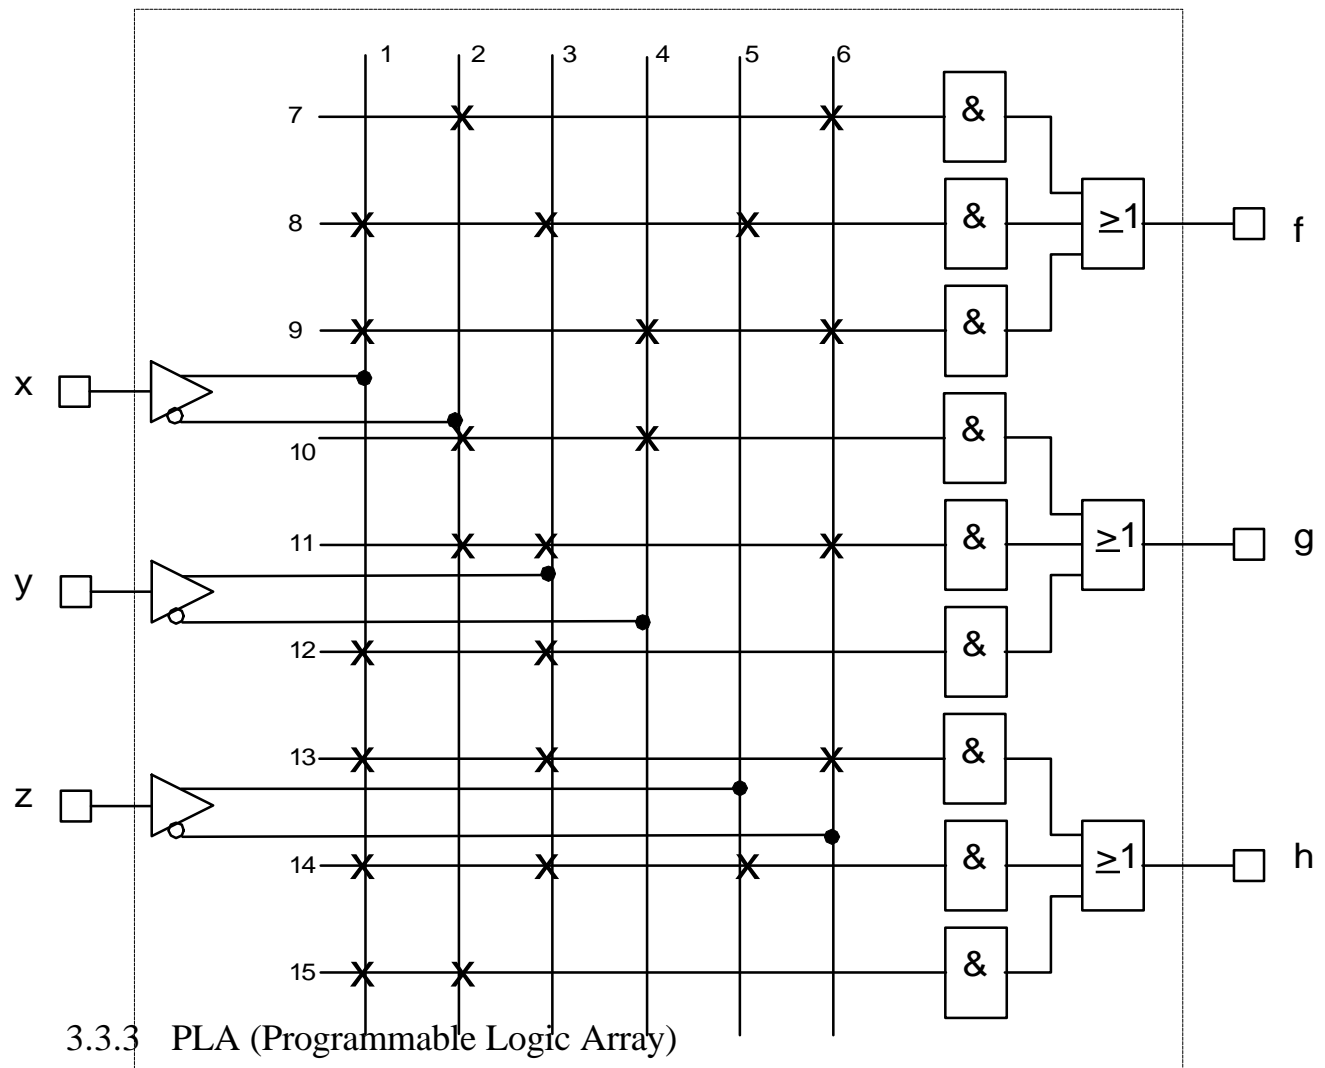 1 2 3 4 5 6
7 &
8 & ≥1 f
9 &
x
10 &
11 & ≥1 g
y
12 &
13 &
z
14 & ≥1 h
15 &
3.3.3 PLA (Programmable Logic Array)